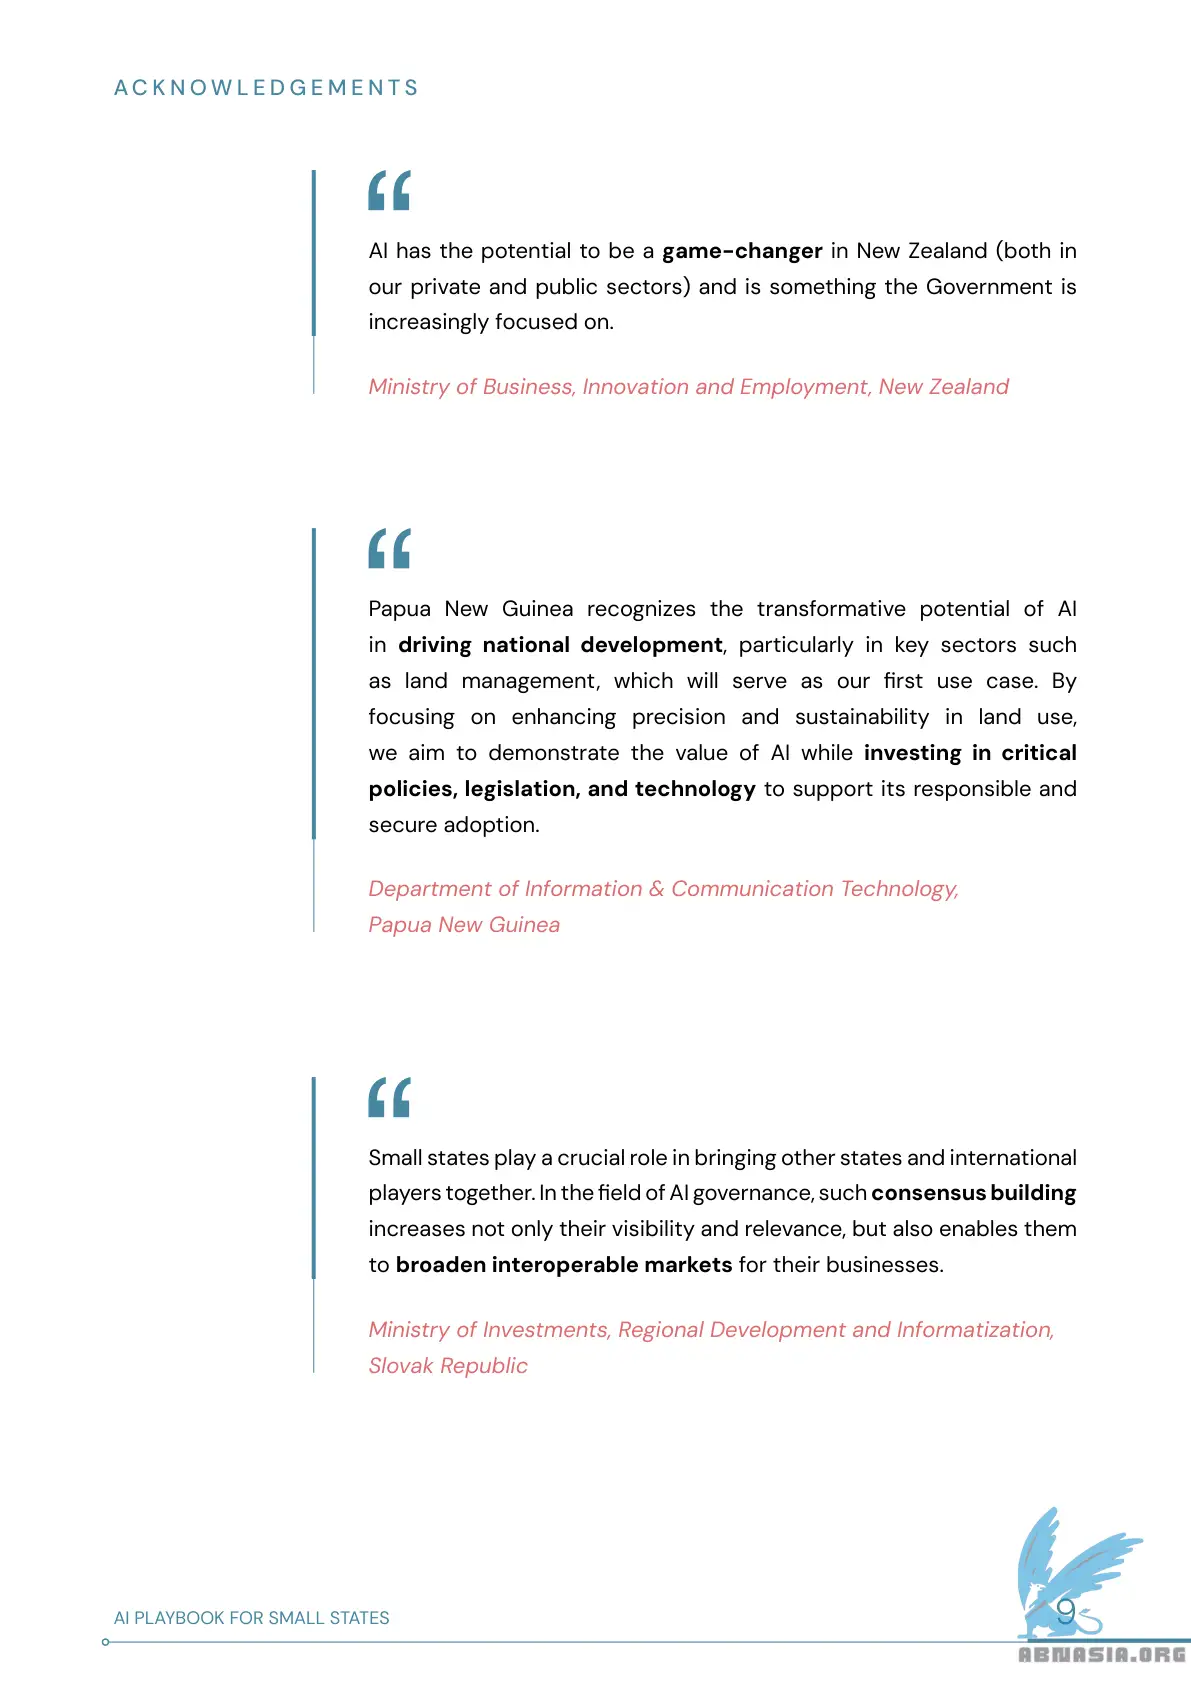 ACKNOWLEDGEMENTS
“
AI has the potential to be a game-changer in New Zealand (both in
our private and public sectors) and is something the Government is
increasingly focused on.
Ministry of Business, Innovation and Employment, New Zealand
“
Papua New Guinea recognizes the transformative potential of AI
in driving national development, particularly in key sectors such
as land management, which will serve as our first use case. By
focusing on enhancing precision and sustainability in land use,
we aim to demonstrate the value of AI while investing in critical
policies, legislation, and technology to support its responsible and
secure adoption.
Department of Information & Communication Technology,
Papua New Guinea
“
Small states play a crucial role in bringing other states and international
players together. In the field of AI governance, such consensus building
increases not only their visibility and relevance, but also enables them
to broaden interoperable markets for their businesses.
Ministry of Investments, Regional Development and Informatization,
Slovak Republic
AI PLAYBOOK FOR SMALL STATES
9
ABNASIA.ORG